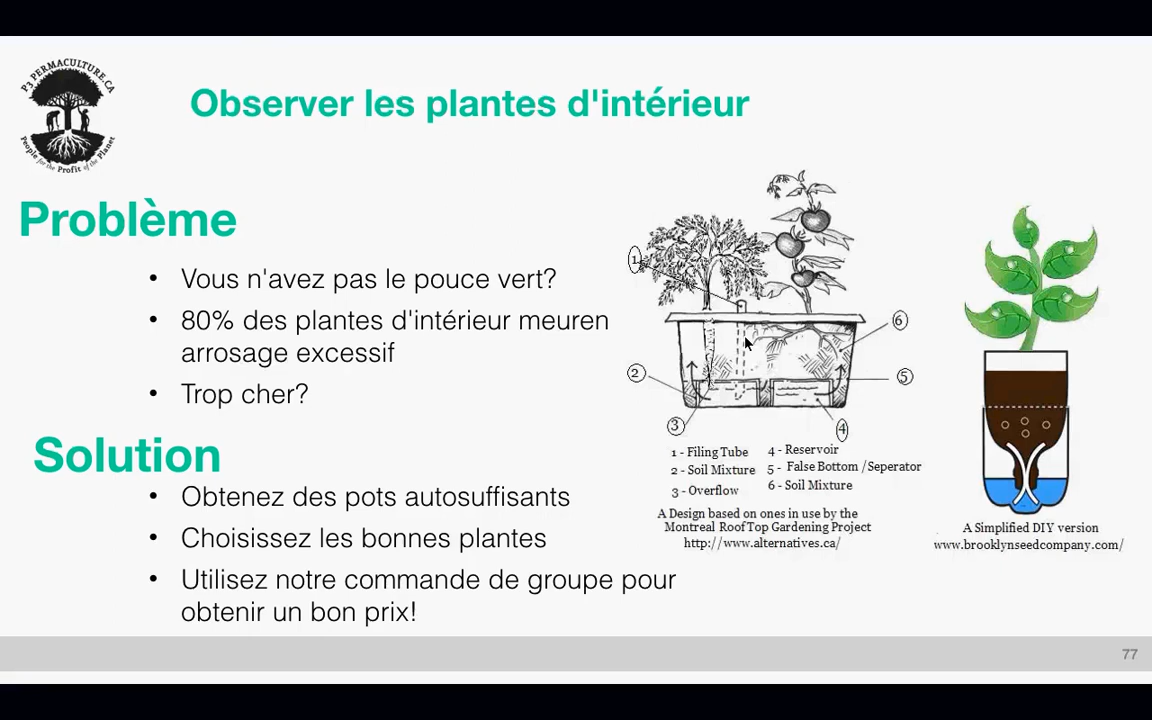 P3 PERMACULTURE.CA
People for the Profit of the Planet
Observer les plantes d'intérieur
Problème
• Vous n'avez pas le pouce vert?
• 80% des plantes d'intérieur meuren
arrosage excessif
• Trop cher?
Solution
• Obtenez des pots autosuffisants
• Choisissez les bonnes plantes
• Utilisez notre commande de groupe pour
obtenir un bon prix!
1
2
3
4
5
6
1 - Filing Tube
2 - Soil Mixture
3 - Overflow
4 - Reservoir
5 - False Bottom /Seperator
6 - Soil Mixture
A Design based on ones in use by the
Montreal RoofTop Gardening Project
http://www.alternatives.ca/
A Simplified DIY version
www.brooklynseedcompany.com/
77